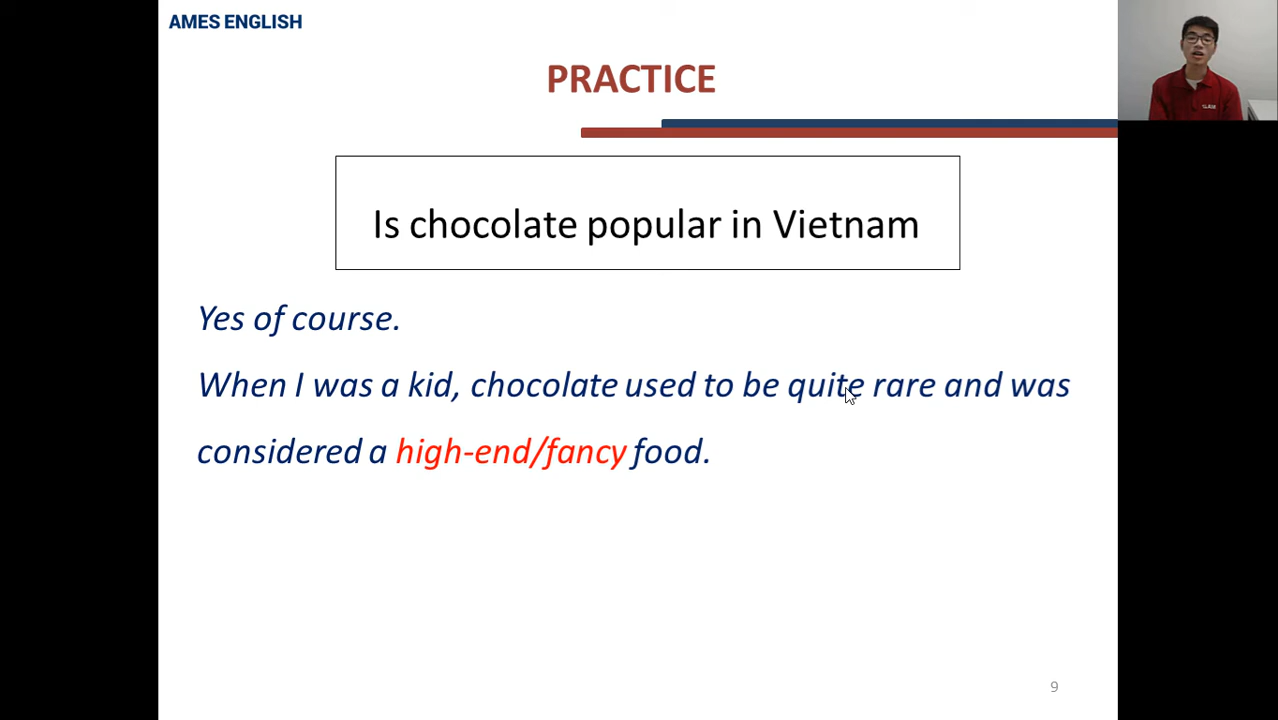 AMES ENGLISH
PRACTICE
Is chocolate popular in Vietnam
Yes of course.
When I was a kid, chocolate used to be quite rare and was
considered a high-end/fancy food.
9